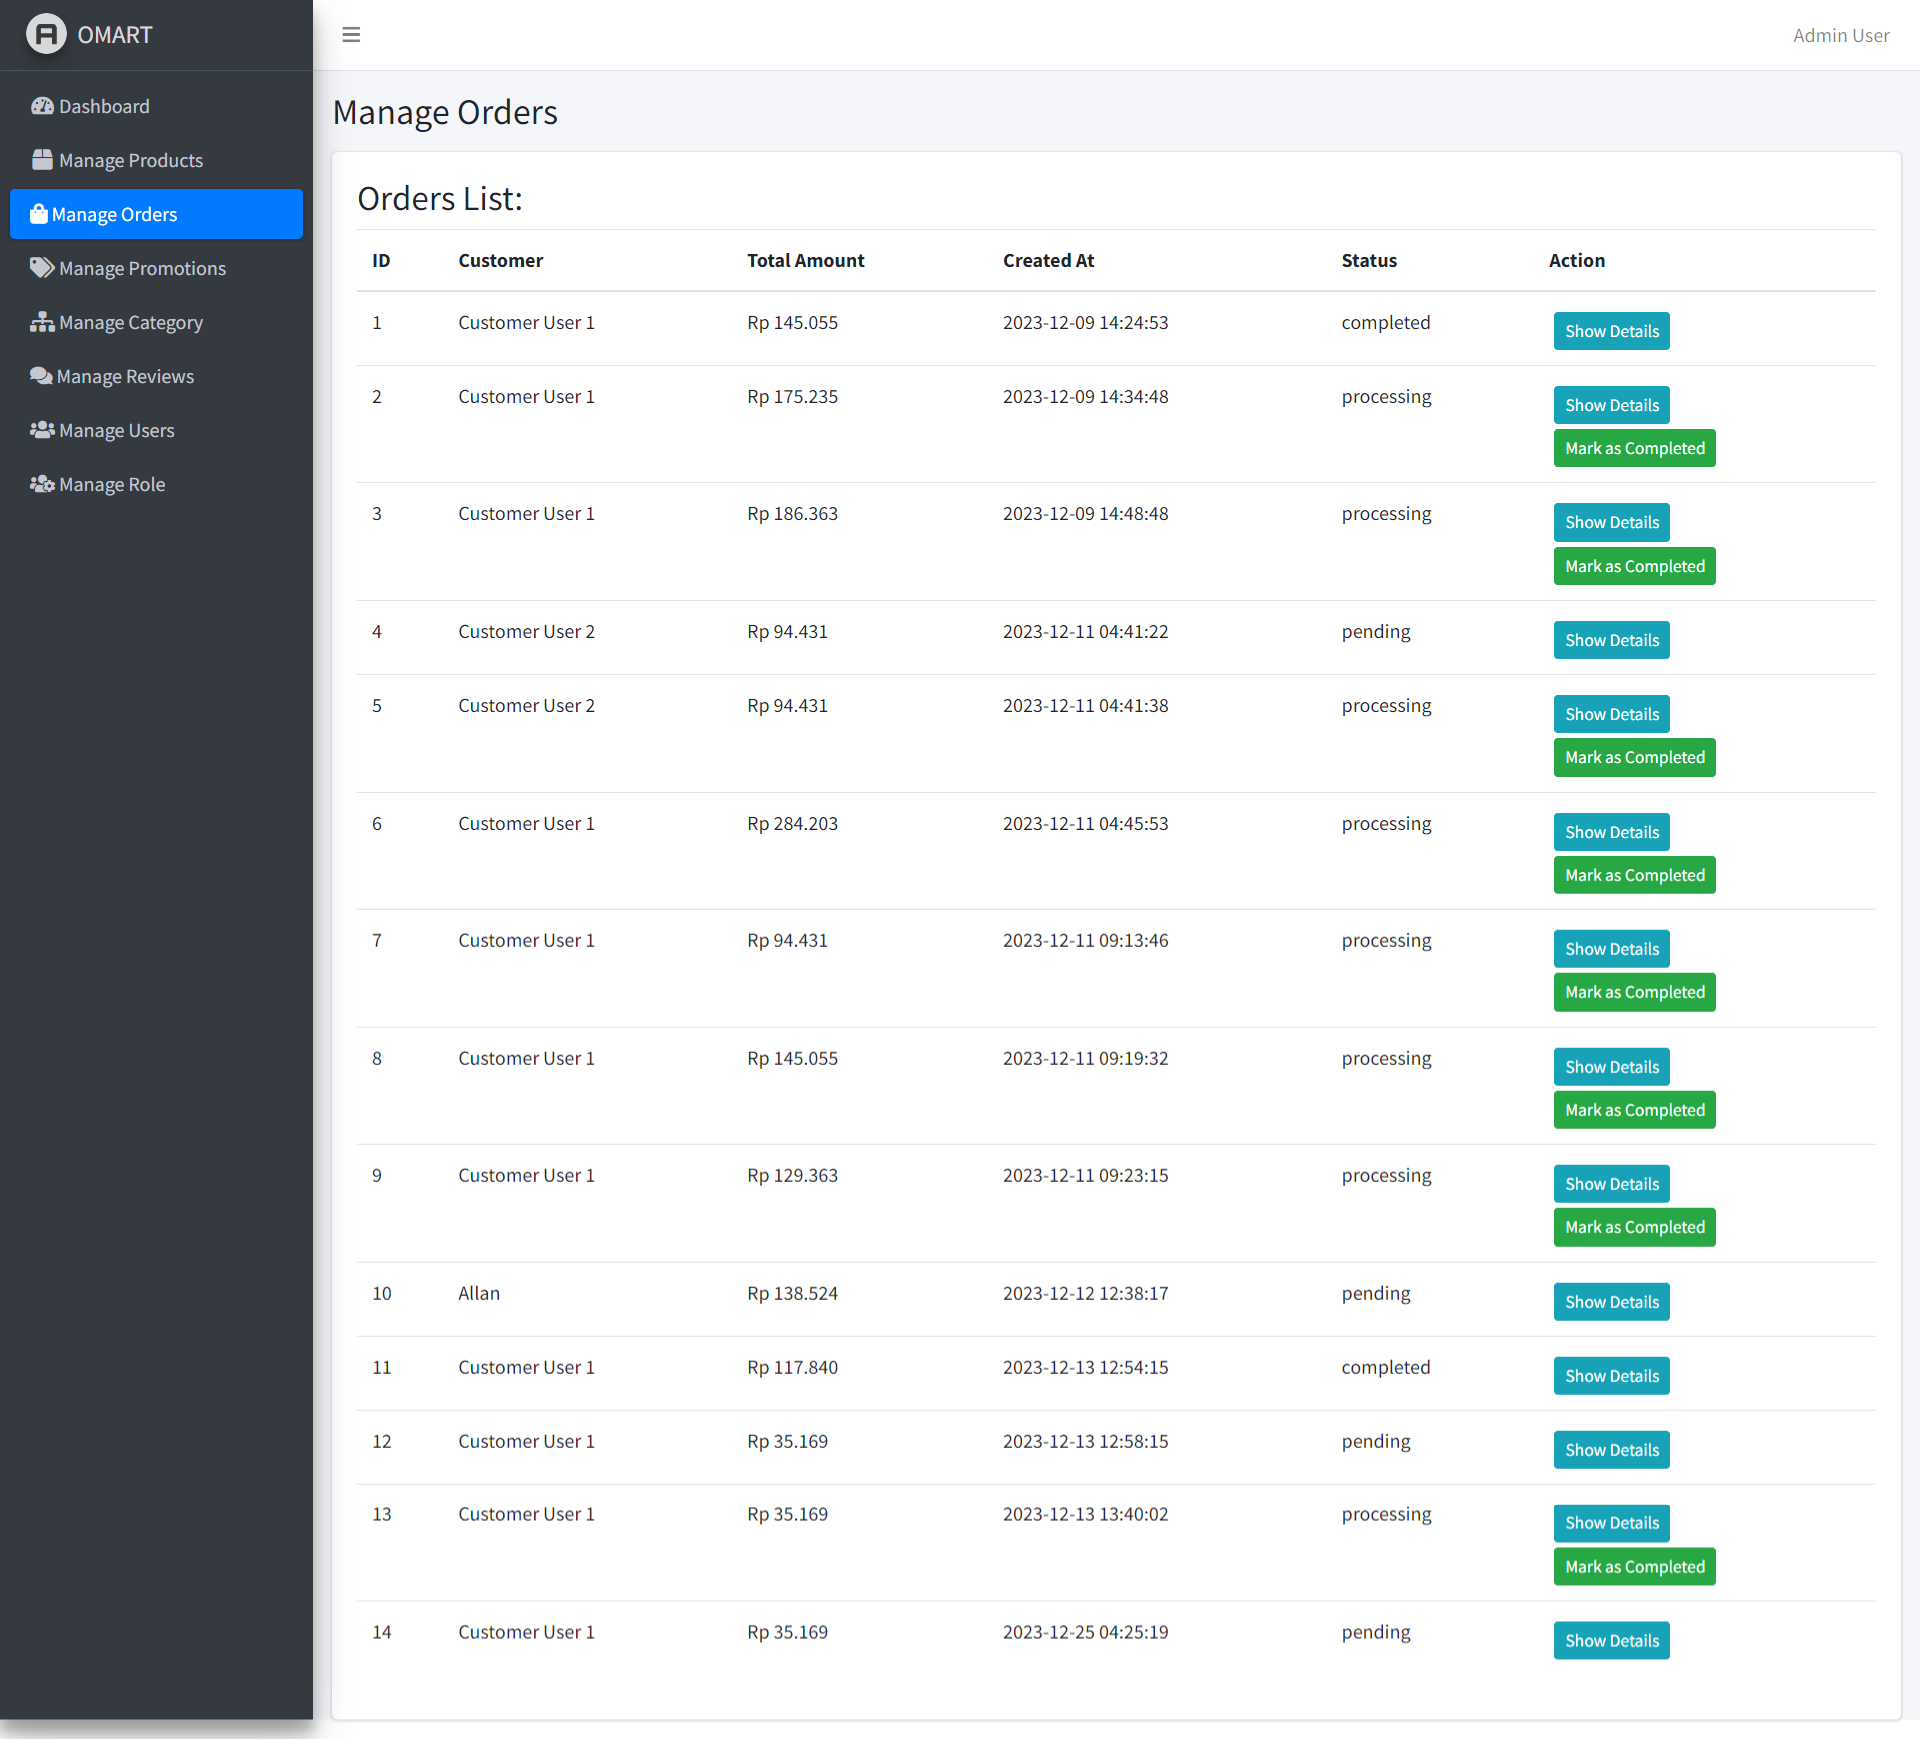 OMART
Admin User
Dashboard
Manage Products
Manage Orders
Manage Promotions
Manage Category
Manage Reviews
Manage Users
Manage Role
Manage Orders
Orders List:
ID Customer Total Amount Created At Status Action
1 Customer User 1 Rp 145.055 2023-12-09 14:24:53 completed Show Details
2 Customer User 1 Rp 175.235 2023-12-09 14:34:48 processing Show Details
Mark as Completed
3 Customer User 1 Rp 186.363 2023-12-09 14:48:48 processing Show Details
Mark as Completed
4 Customer User 2 Rp 94.431 2023-12-11 04:41:22 pending Show Details
5 Customer User 2 Rp 94.431 2023-12-11 04:41:38 processing Show Details
Mark as Completed
6 Customer User 1 Rp 284.203 2023-12-11 04:45:53 processing Show Details
Mark as Completed
7 Customer User 1 Rp 94.431 2023-12-11 09:13:46 processing Show Details
Mark as Completed
8 Customer User 1 Rp 145.055 2023-12-11 09:19:32 processing Show Details
Mark as Completed
9 Customer User 1 Rp 129.363 2023-12-11 09:23:15 processing Show Details
Mark as Completed
10 Allan Rp 138.524 2023-12-12 12:38:17 pending Show Details
11 Customer User 1 Rp 117.840 2023-12-13 12:54:15 completed Show Details
12 Customer User 1 Rp 35.169 2023-12-13 12:58:15 pending Show Details
13 Customer User 1 Rp 35.169 2023-12-13 13:40:02 processing Show Details
Mark as Completed
14 Customer User 1 Rp 35.169 2023-12-25 04:25:19 pending Show Details